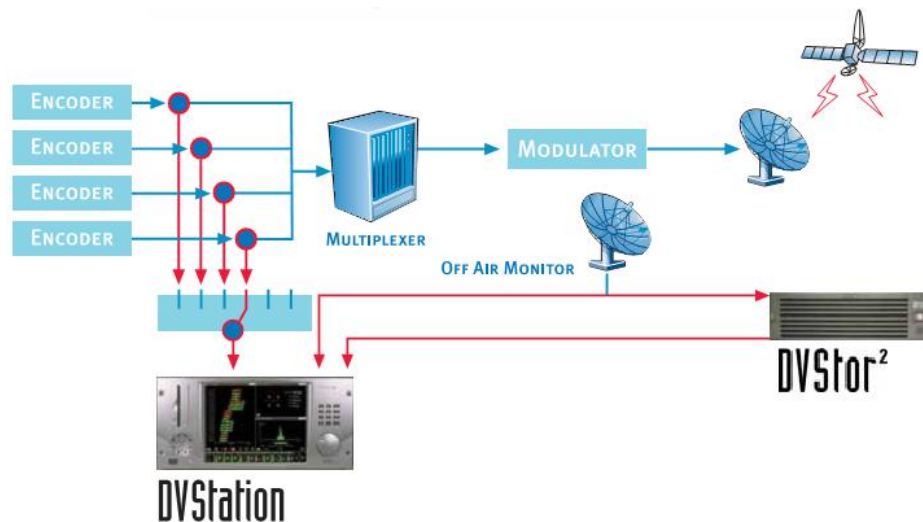 ENCODER
ENCODER
ENCODER
ENCODER
MULTIPLEXER
MODULATOR
OFF AIR MONITOR
DVStor²
DVStation